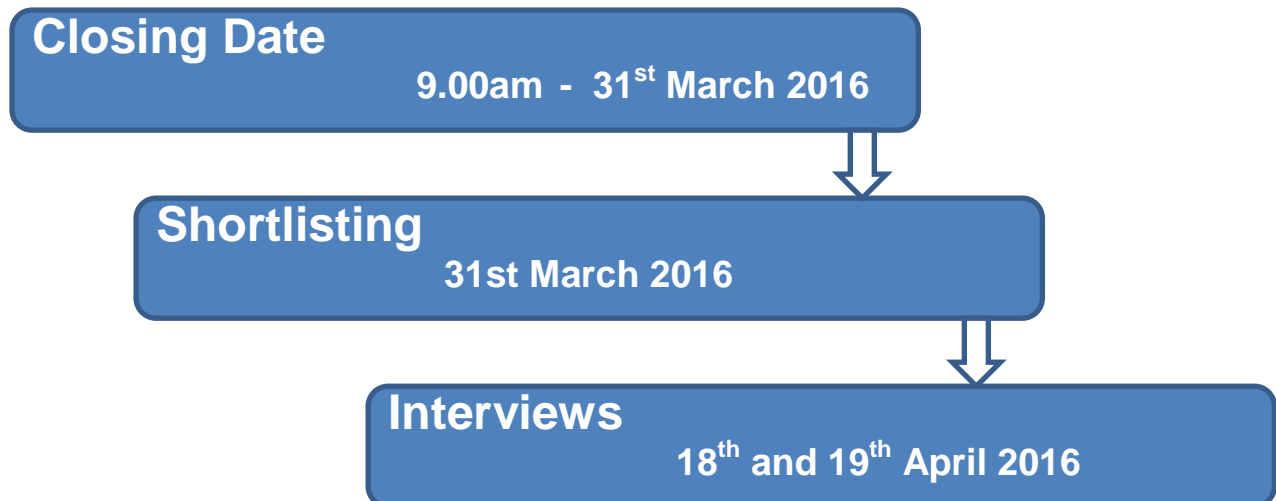 Closing Date
9.00am - 31st March 2016
Shortlisting
31st March 2016
Interviews
18th and 19th April 2016